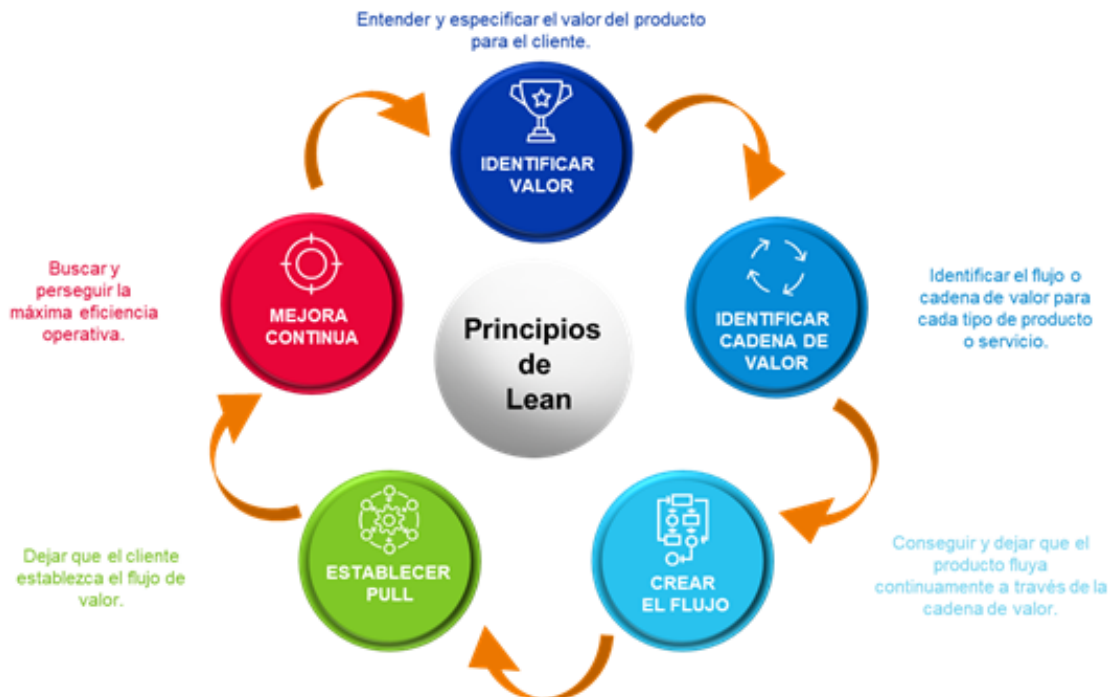 Entender y especificar el valor del producto
para el cliente.
IDENTIFICAR
VALOR
Identificar el flujo o
cadena de valor para
cada tipo de producto
o servicio.
IDENTIFICAR
CADENA DE
VALOR
Conseguir y dejar que el
producto fluya
continuamente a través de la
cadena de valor.
CREAR
EL FLUJO
Dejar que el cliente
establezca el flujo de
valor.
ESTABLECER
PULL
Buscar y
perseguir la
máxima eficiencia
operativa.
MEJORA
CONTINUA
Principios
de
Lean